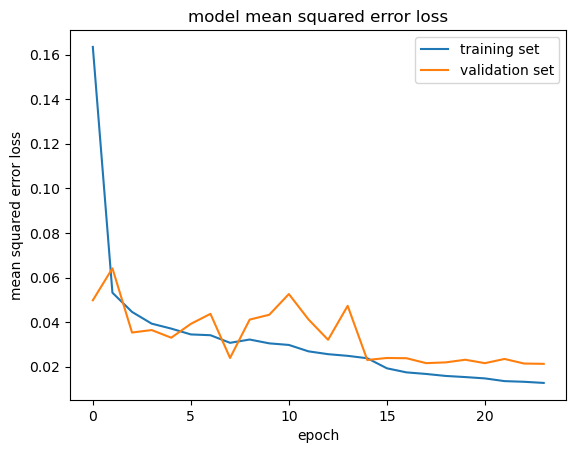 model mean squared error loss
training set
validation set
mean squared error loss
0.16
0.14
0.12
0.10
0.08
0.06
0.04
0.02
0
5
10
15
20
epoch